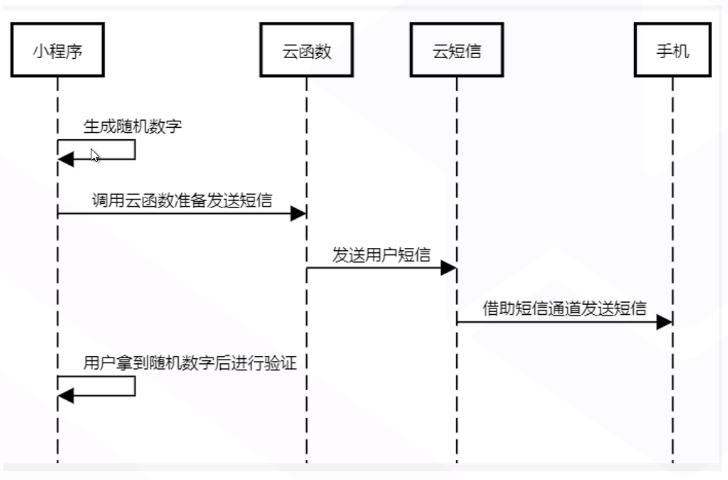 小程序
云函数
云短信
手机
生成随机数字
调用云函数准备发送短信
发送用户短信
借助短信通道发送短信
用户拿到随机数字后进行验证